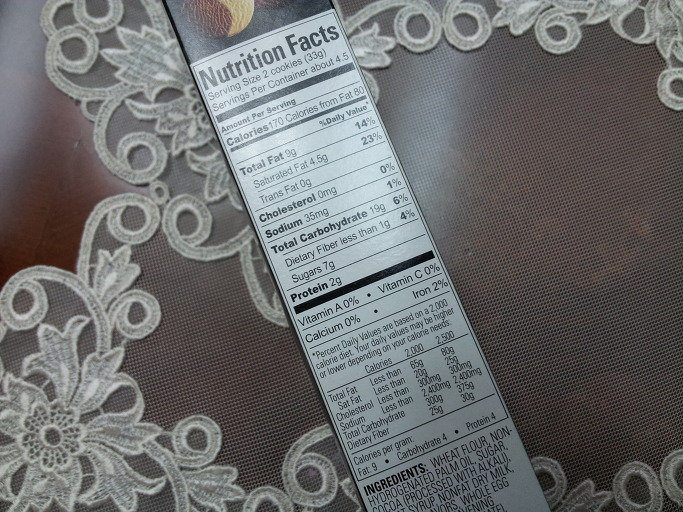 Nutrition Facts
Serving Size 2 cookies (33g)
Servings Per Container about 4.5
Amount Per Serving
Calories 170 Calories from Fat 80
%Daily Value*
Total Fat 9g 14%
Saturated Fat 4.5g 23%
Trans Fat 0g
Cholesterol 0mg 0%
Sodium 35mg 1%
Total Carbohydrate 19g 6%
Dietary Fiber less than 1g 4%
Sugars 7g
Protein 2g
Vitamin A 0% • Vitamin C 0%
Calcium 0% • Iron 2%
*Percent Daily Values are based on a 2,000
calorie diet. Your daily values may be higher
or lower depending on your calorie needs:
Calories 2,000 2,500
Total Fat Less than 65g 80g
Sat Fat Less than 20g 25g
Cholesterol Less than 300mg 300mg
Sodium Less than 2,400mg 2,400mg
Total Carbohydrate 300g 375g
Dietary Fiber 25g 30g
Calories per gram:
Fat 9 • Carbohydrate 4 • Protein 4
INGREDIENTS: WHEAT FLOUR, NON-
HYDROGENATED PALM OIL, SUGAR,
COCOA (PROCESSED WITH ALKALI),
SYRUP, NONFAT DRY MILK,
WHOLE EGG